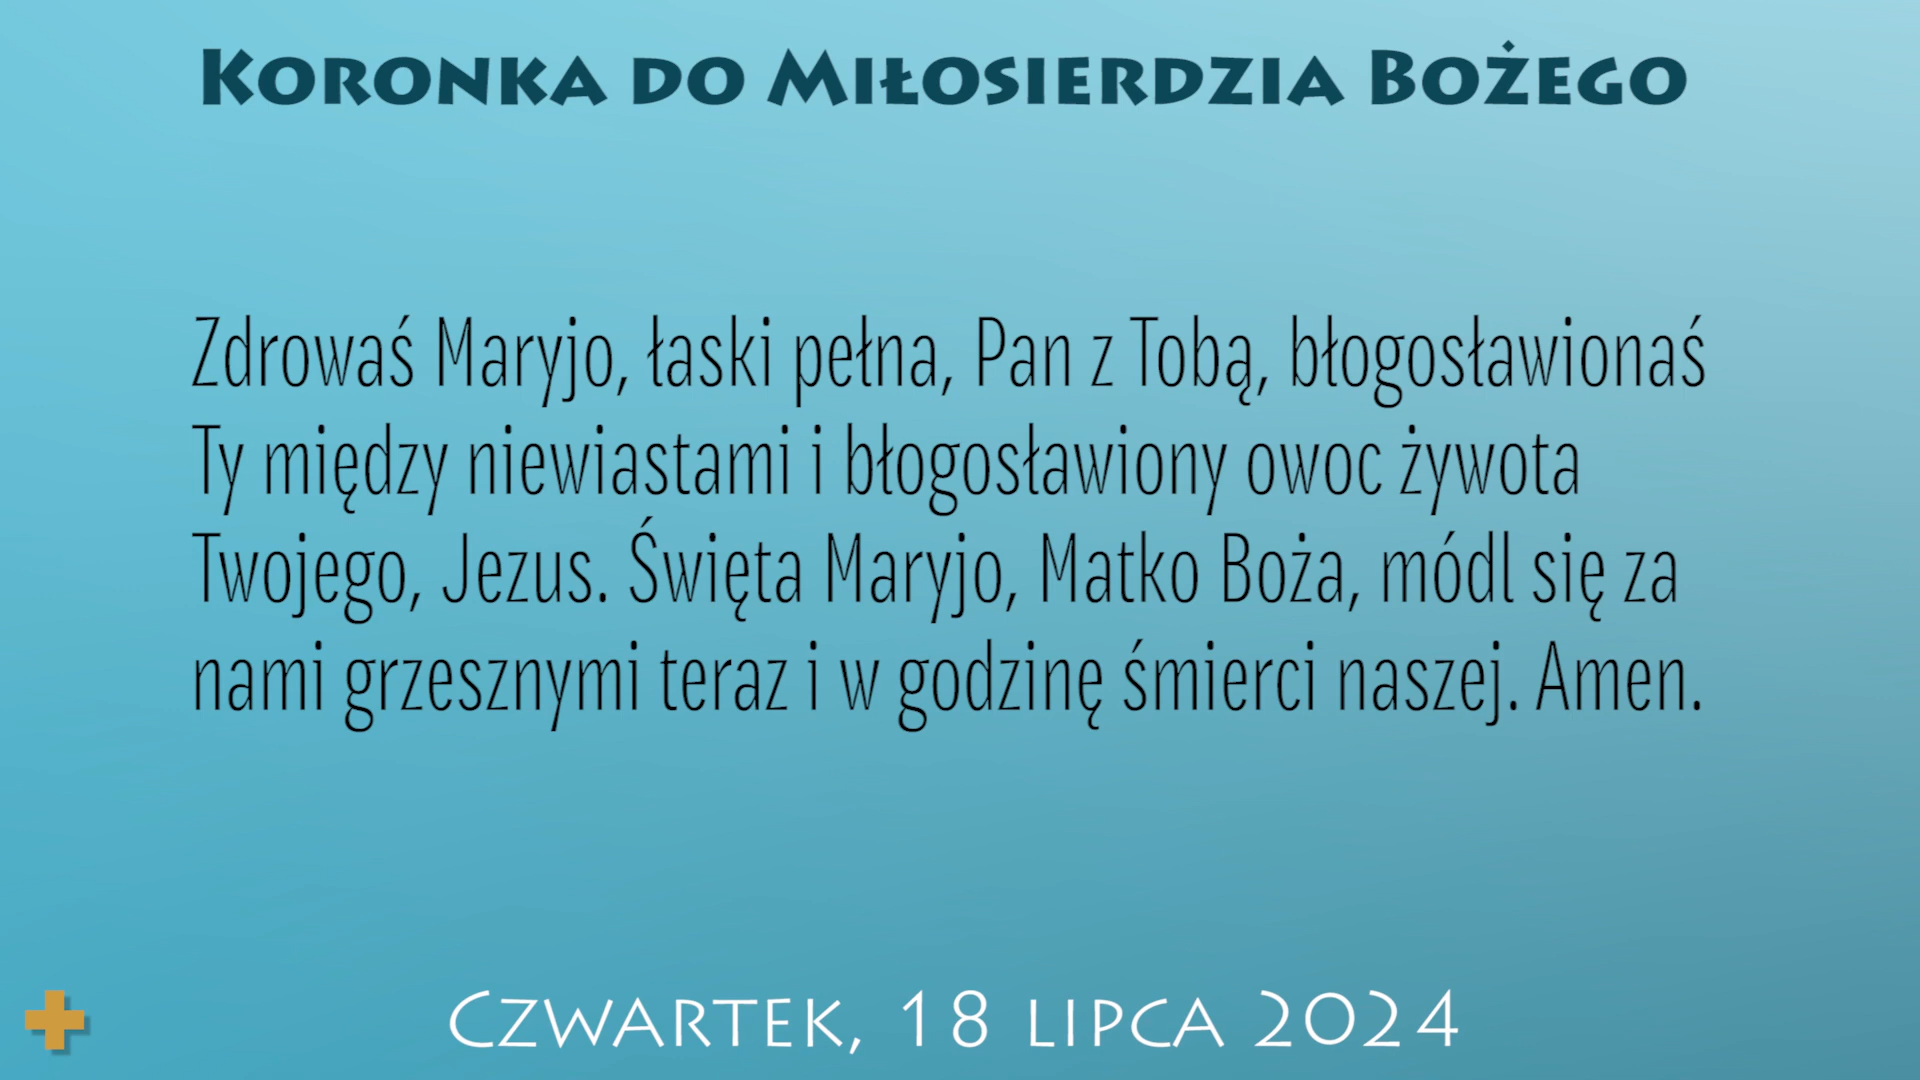 Koronka do Miłosierdzia Bożego
Zdrowaś Maryjo, łaski pełna, Pan z Tobą, błogosławionaś
Ty między niewiastami i błogosławiony owoc żywota
Twojego, Jezus. Święta Maryjo, Matko Boża, módl się za
nami grzesznymi teraz i w godzinę śmierci naszej. Amen.
Czwartek, 18 lipca 2024